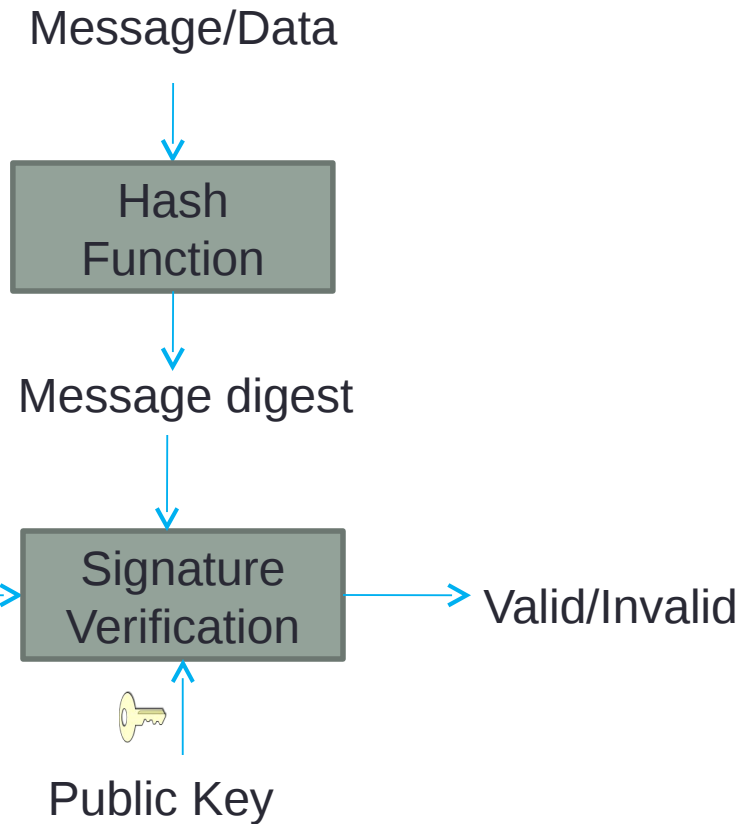 Message/Data
Hash
Function
Message digest
Signature
Verification
Valid/Invalid
Public Key